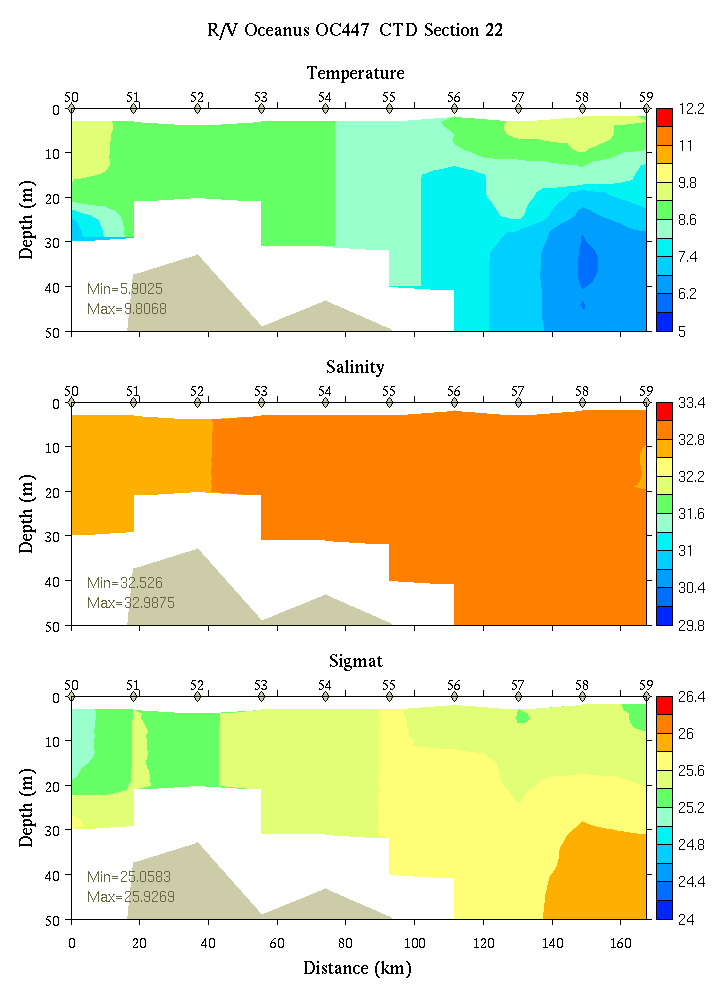 R/V Oceanus OC447 CTD Section 22
Temperature
50 51 52 53 54 55 56 57 58 59
0
10
20
30
40
50
Depth (m)
Min=5.9025
Max=9.8068
12.2
11
9.8
8.6
7.4
6.2
5
Salinity
50 51 52 53 54 55 56 57 58 59
0
10
20
30
40
50
Depth (m)
Min=32.526
Max=32.9875
33.4
32.8
32.2
31.6
31
30.4
29.8
Sigmat
50 51 52 53 54 55 56 57 58 59
0
10
20
30
40
50
Depth (m)
Min=25.0583
Max=25.9269
26.4
26
25.6
25.2
24.8
24.4
24
0 20 40 60 80 100 120 140 160
Distance (km)